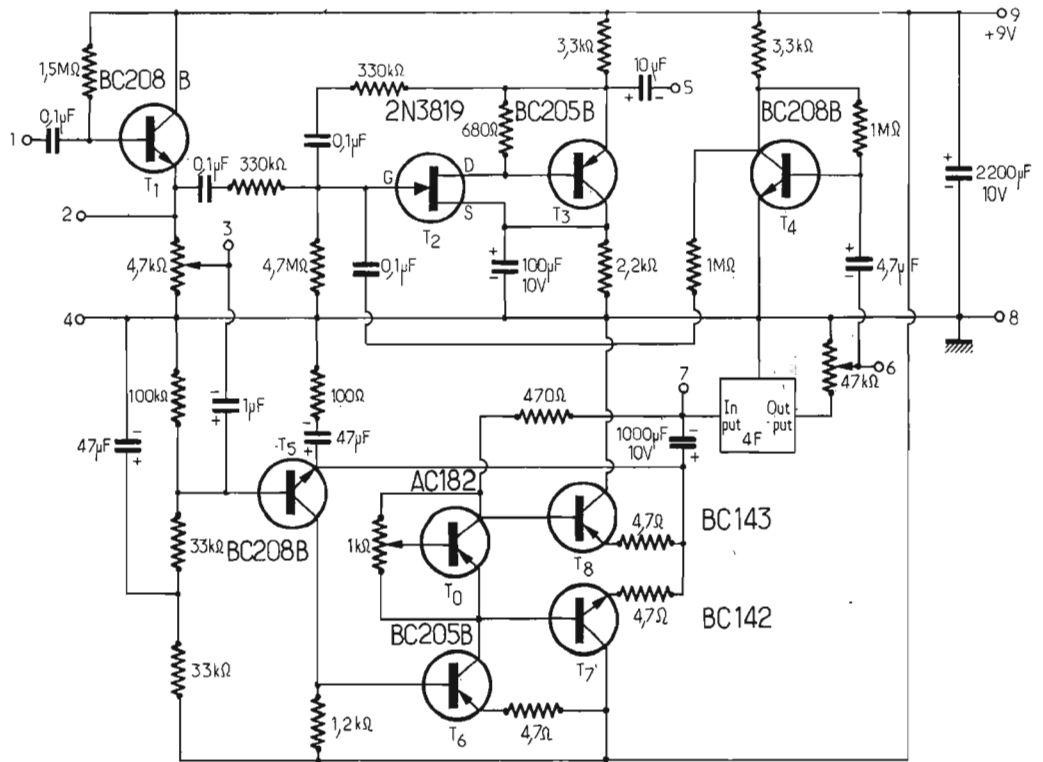 9
+9V
3,3kΩ
3,3kΩ
1,5MΩ
BC208 B
330kΩ
10µF
+ −
5
2N3819
BC205B
BC208B
680Ω
1MΩ
0,1µF
1
T1
0,1µF
0,1µF
330kΩ
G
D
S
T2
T3
T4
+
−
2200µF
10V
2
3
4,7kΩ
4,7MΩ
0,1µF
+
−
100µF
10V
2,2kΩ
1MΩ
+
−
4,7µF
4
8
100kΩ
−
+
1µF
100Ω
−
+
47µF
−
+
47µF
T5
BC208B
470Ω
7
1000µF
10V
−
+
In
put
Out
put
4F
47kΩ
6
AC182
1kΩ
T0
T8
4,7Ω
BC143
33kΩ
4,7Ω
BC142
BC205B
T7
33kΩ
1,2kΩ
T6
4,7Ω